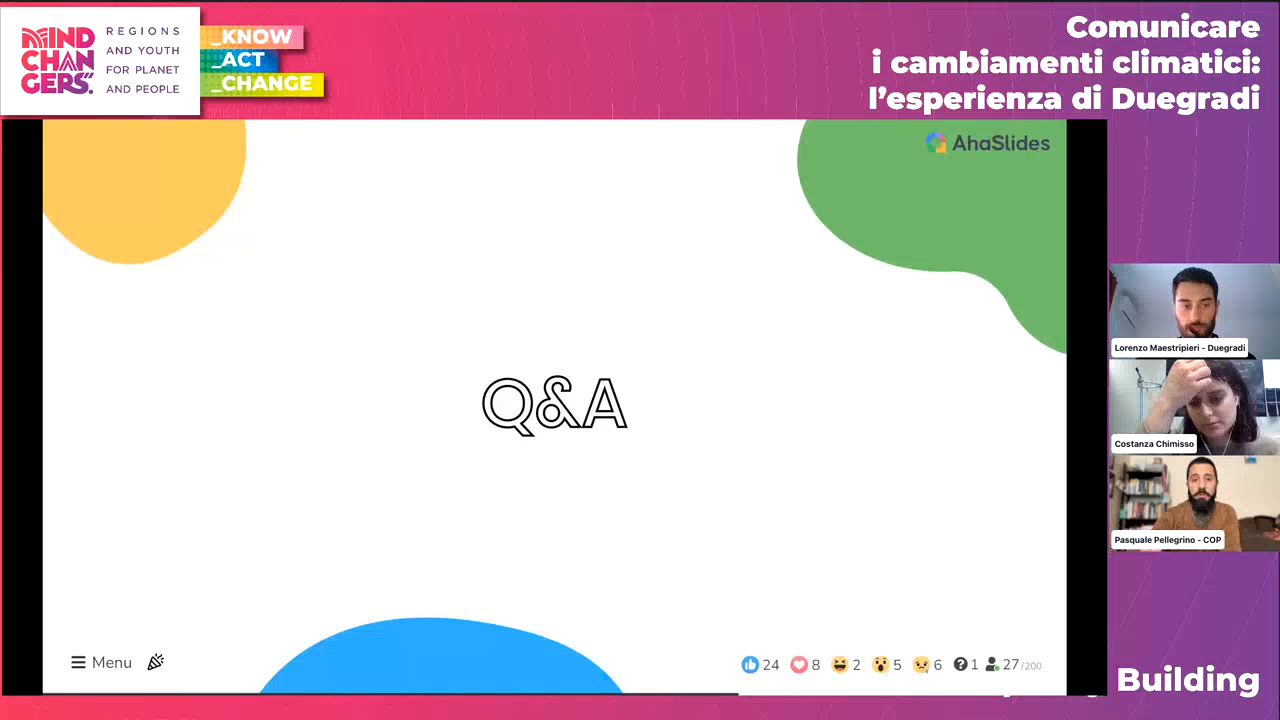 MIND
CHAN
GERS.
REGIONS
AND YOUTH
FOR PLANET
AND PEOPLE
_KNOW
_ACT
_CHANGE
Comunicare
i cambiamenti climatici:
l'esperienza di Duegradi
AhaSlides
Q&A
Lorenzo Maestripieri - Duegradi
Costanza Chimisso
Pasquale Pellegrino - COP
Menu
24 8 2 5 6 1 27/200
Building